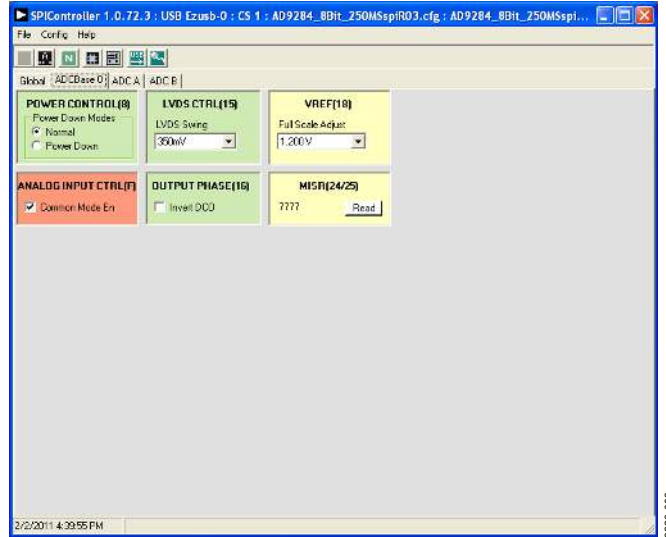 SPIController 1.0.72.3 : USB Ezusb-0 : CS 1 : AD9284_8Bit_250MSspiR03.cfg : AD9284_8Bit_250MSspi...
File Config Help
Global ADCBase 0 ADC A ADC B
POWER CONTROL(8)
Power Down Modes
Normal
Power Down
LVDS CTRL(15)
LVDS Swing
350mV
VREF(18)
Full Scale Adjust
1.200 V
ANALOG INPUT CTRL(F)
Common Mode En
OUTPUT PHASE(16)
Invert DCO
MISR(24/25)
???? Read
2/2/2011 4:39:55 PM